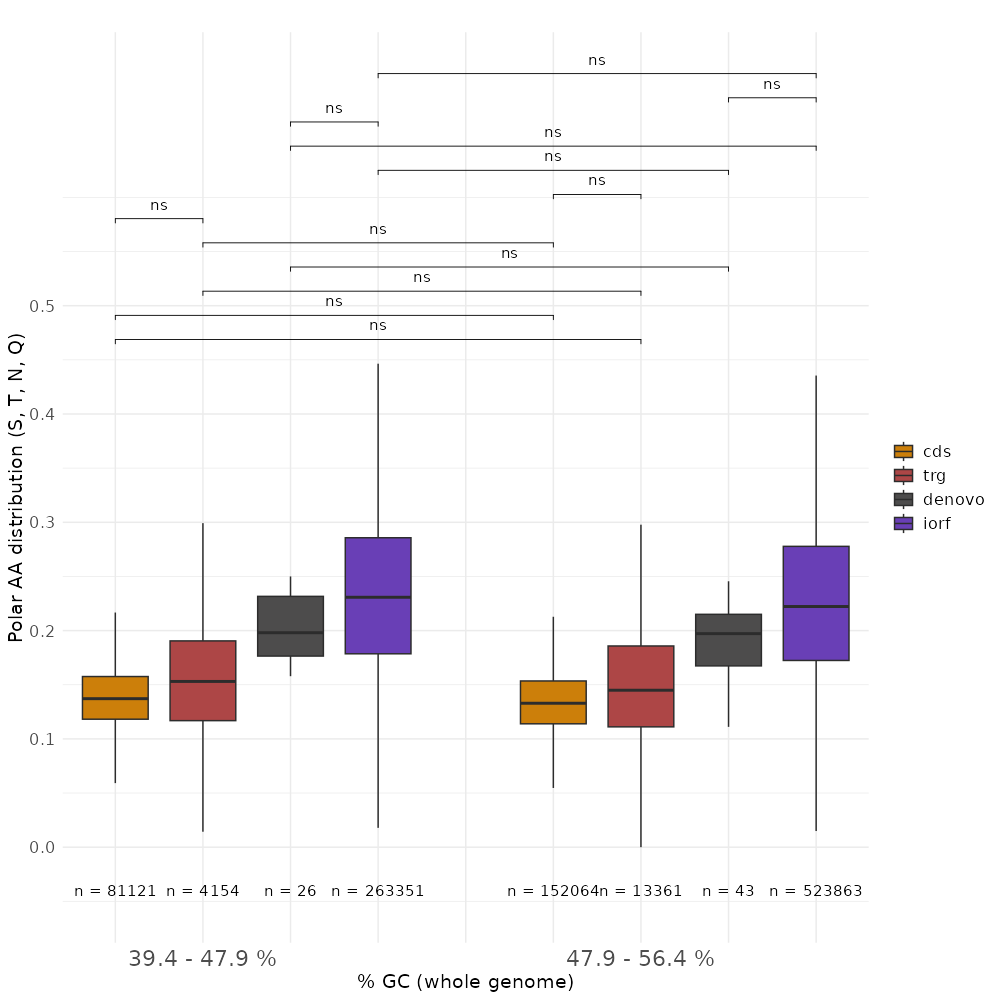 ns
ns
ns
ns
ns
ns
ns
ns
ns
ns
ns
ns
Polar AA distribution (S, T, N, Q)
0.5
0.4
0.3
0.2
0.1
0.0
cds
trg
denovo
iorf
n = 81121 n = 4154 n = 26 n = 263351 n = 152064 n = 13361 n = 43 n = 523863
39.4 - 47.9 % 47.9 - 56.4 %
% GC (whole genome)